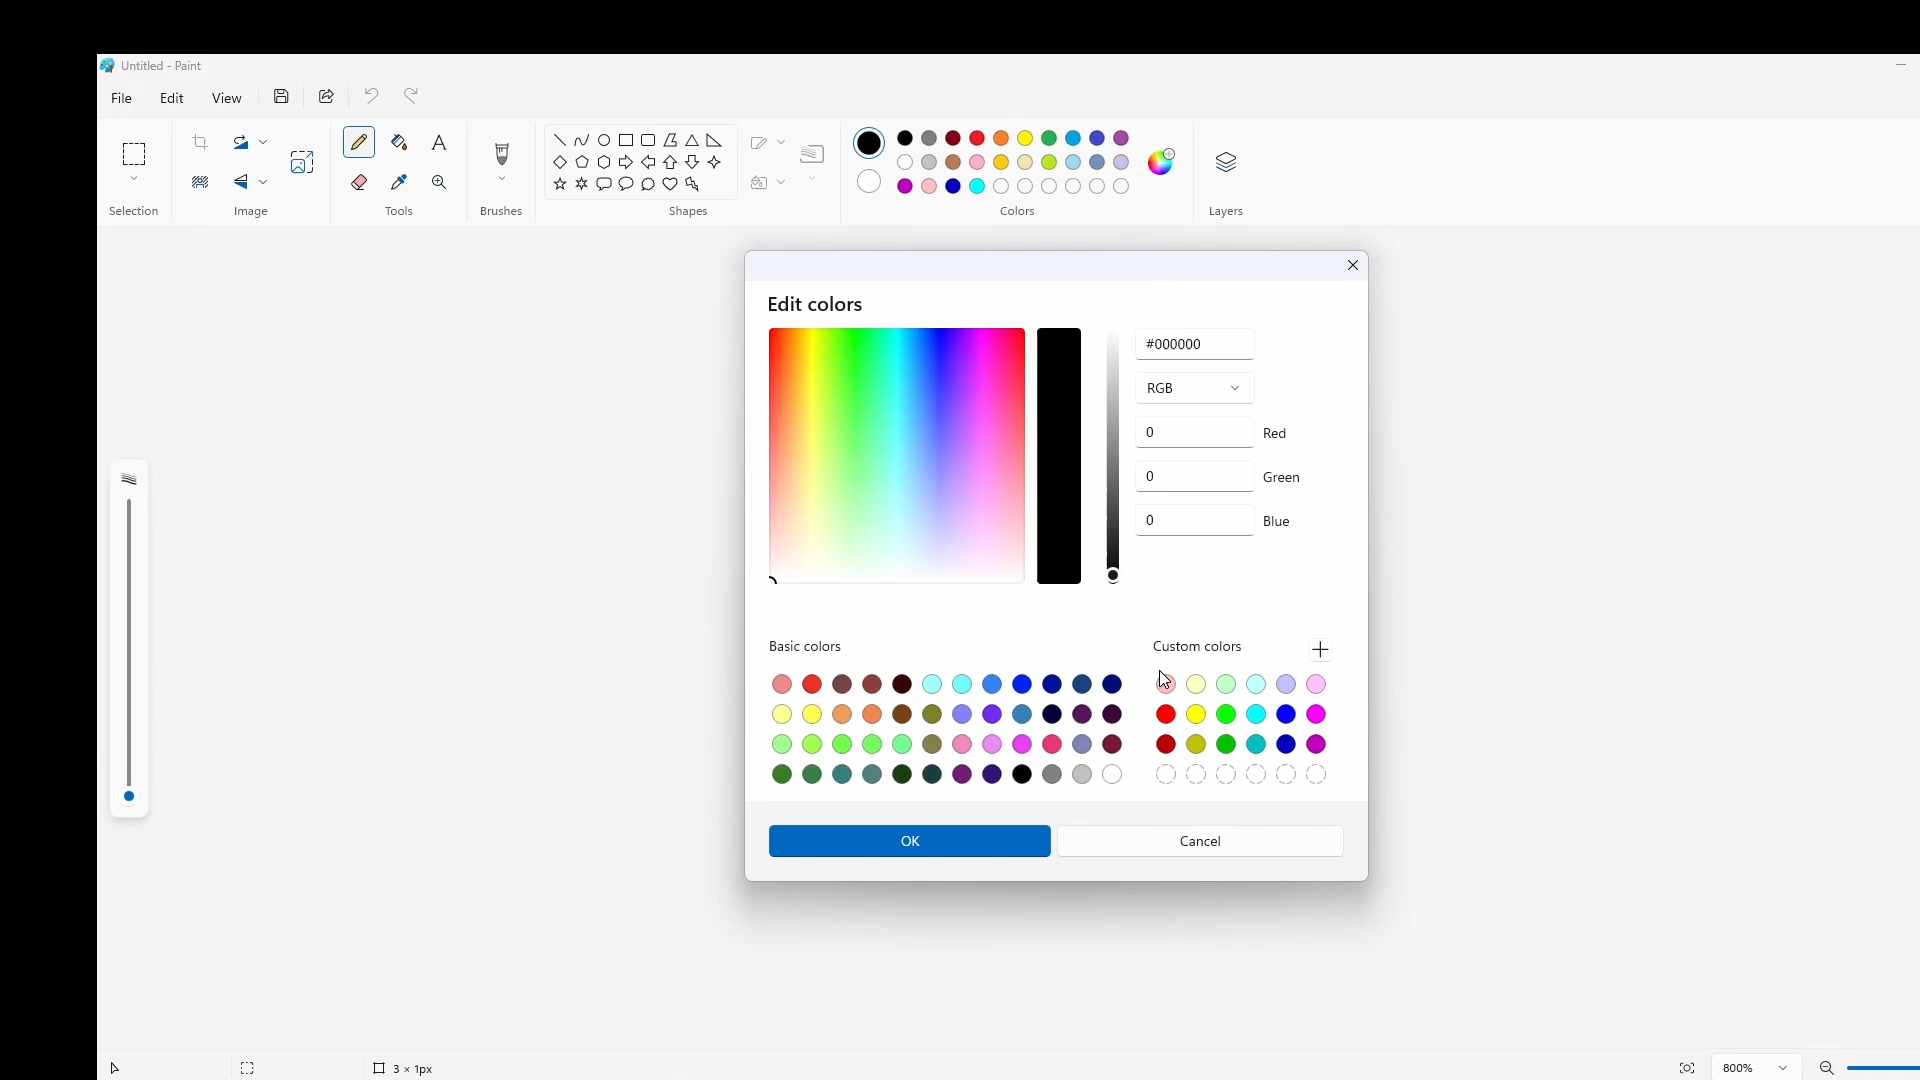 Untitled - Paint
File Edit View
Selection Image Tools Brushes Shapes Colors Layers
Edit colors
#000000
RGB
0 Red
0 Green
0 Blue
Basic colors Custom colors
OK Cancel
3 × 1px 800%